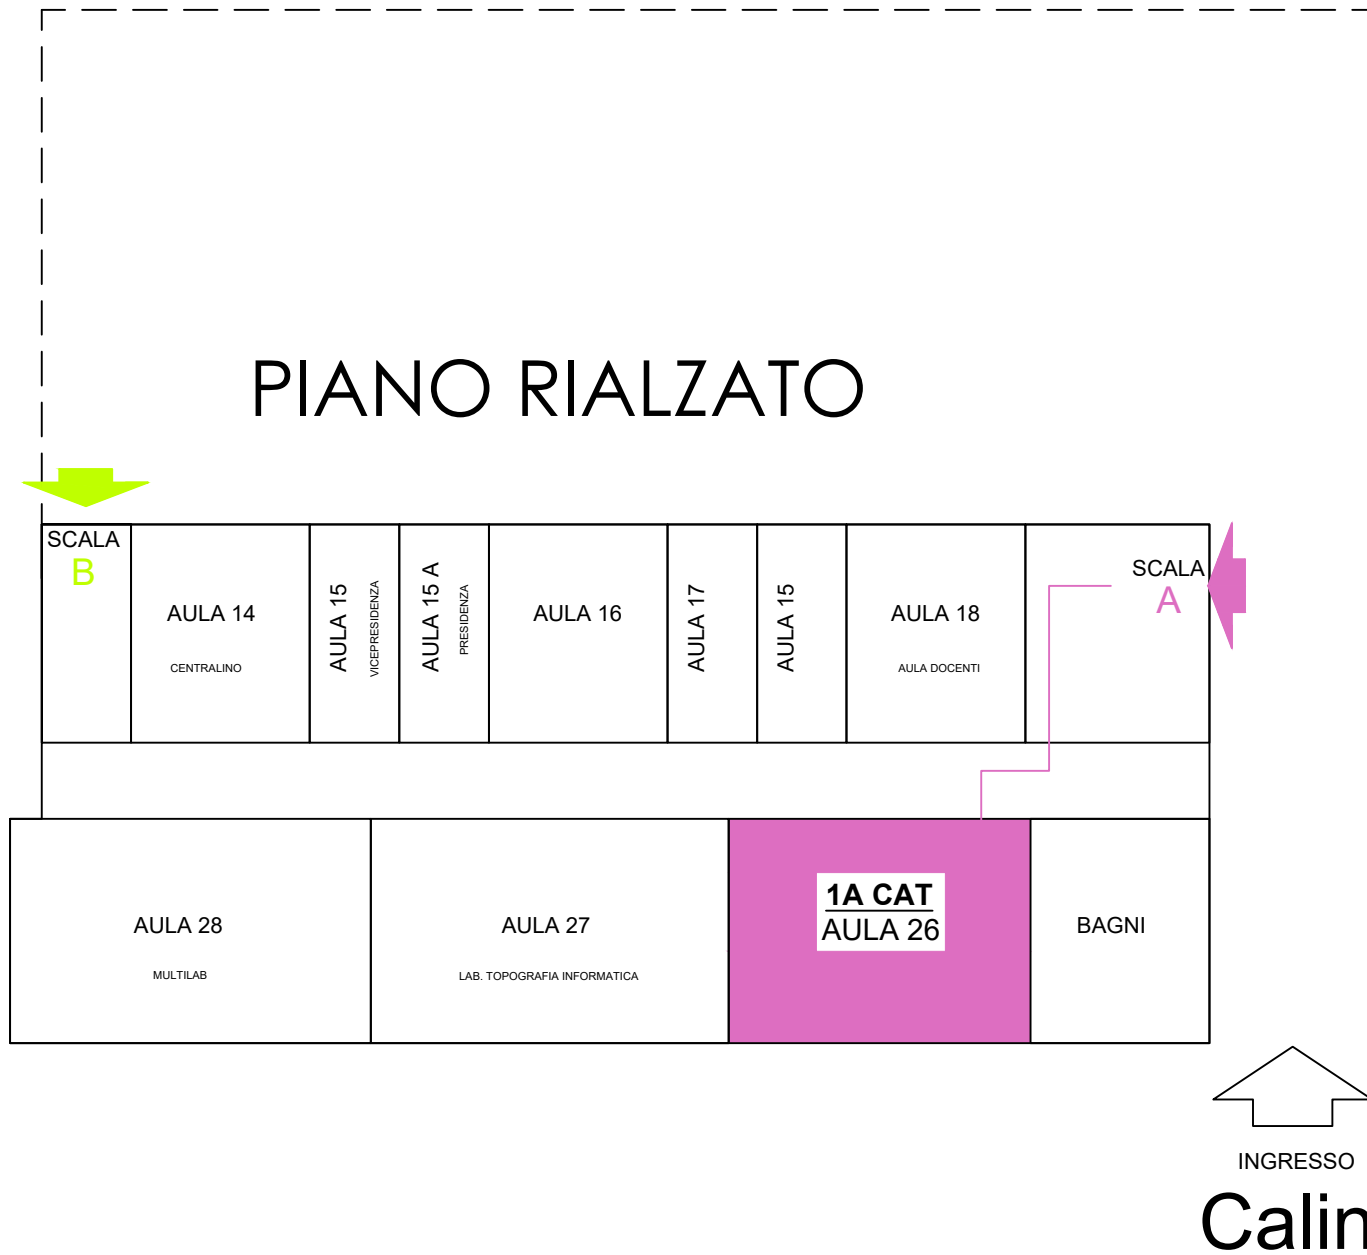 PIANO RIALZATO
SCALA
B
AULA 14
CENTRALINO
AULA 15
VICEPRESIDENZA
AULA 15 A
PRESIDENZA
AULA 16
AULA 17
AULA 15
AULA 18
AULA DOCENTI
SCALA
A
AULA 28
MULTILAB
AULA 27
LAB. TOPOGRAFIA INFORMATICA
1A CAT
AULA 26
BAGNI
INGRESSO
Calin